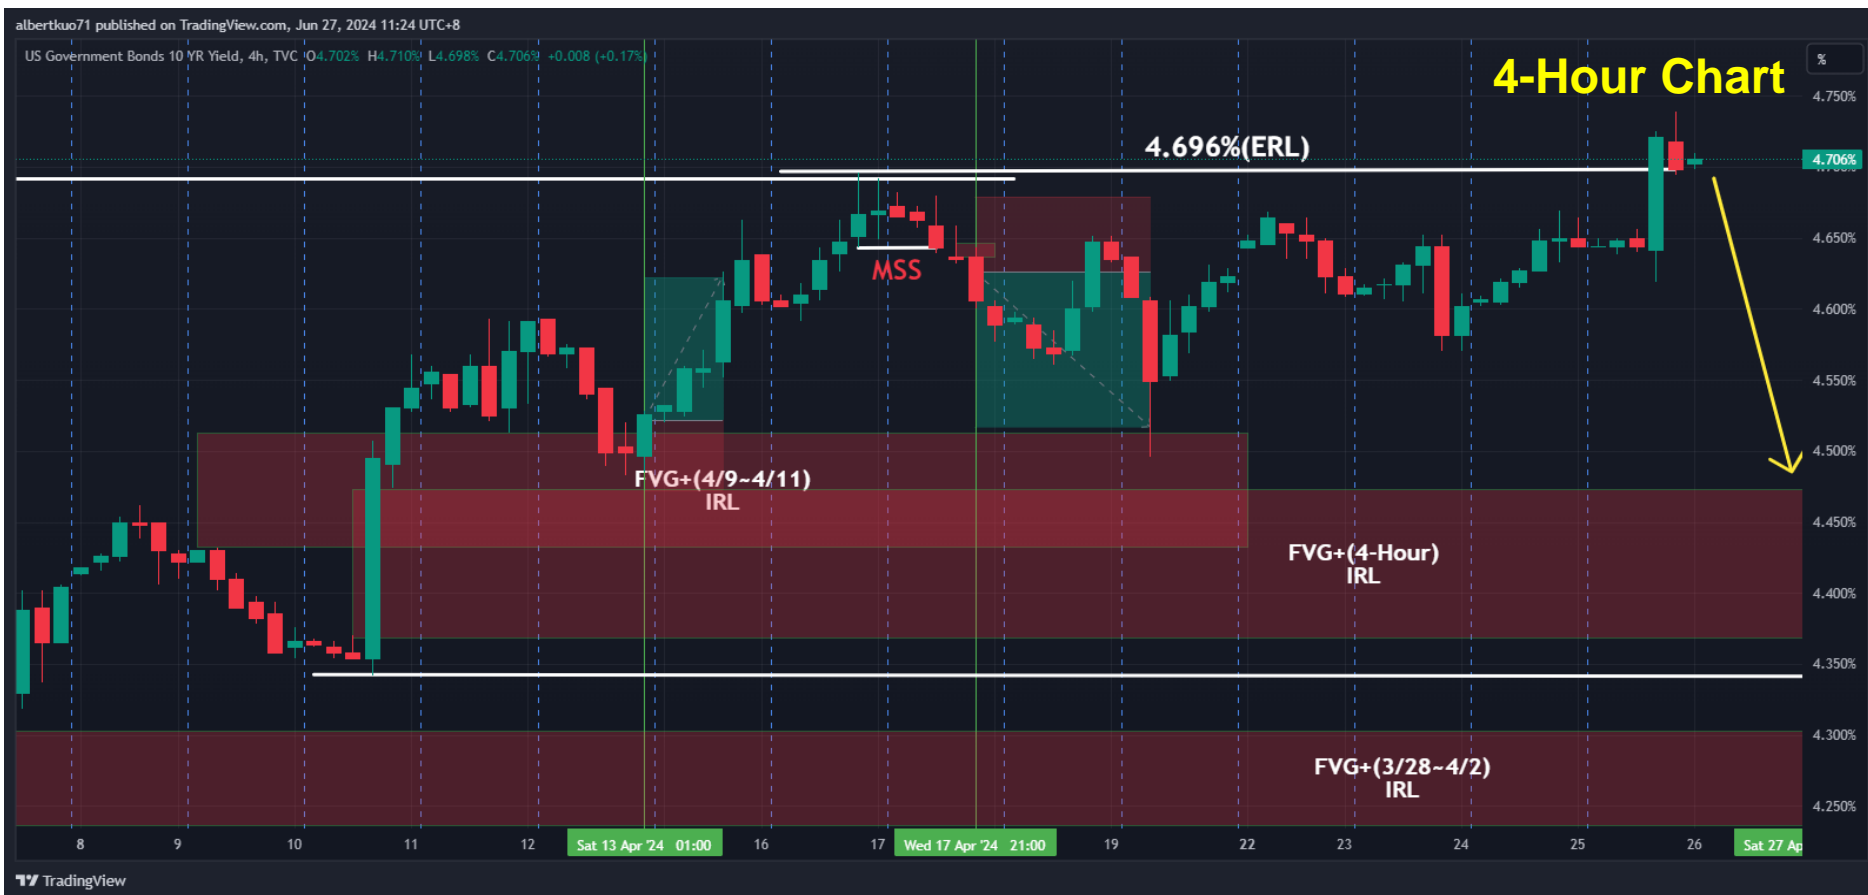 albertkuo71 published on TradingView.com, Jun 27, 2024 11:24 UTC+8
US Government Bonds 10 YR Yield, 4h, TVC O4.702% H4.710% L4.698% C4.706% +0.008 (+0.17%)
4-Hour Chart
%
4.750%
4.696%(ERL)
4.706%
4.650%
MSS
4.600%
4.550%
4.500%
FVG+(4/9~4/11)
IRL
4.450%
FVG+(4-Hour)
IRL
4.400%
4.350%
4.300%
FVG+(3/28~4/2)
IRL
4.250%
8 9 10 11 12 Sat 13 Apr '24 01:00 16 17 Wed 17 Apr '24 21:00 19 22 23 24 25 26 Sat 27 Ap
TradingView